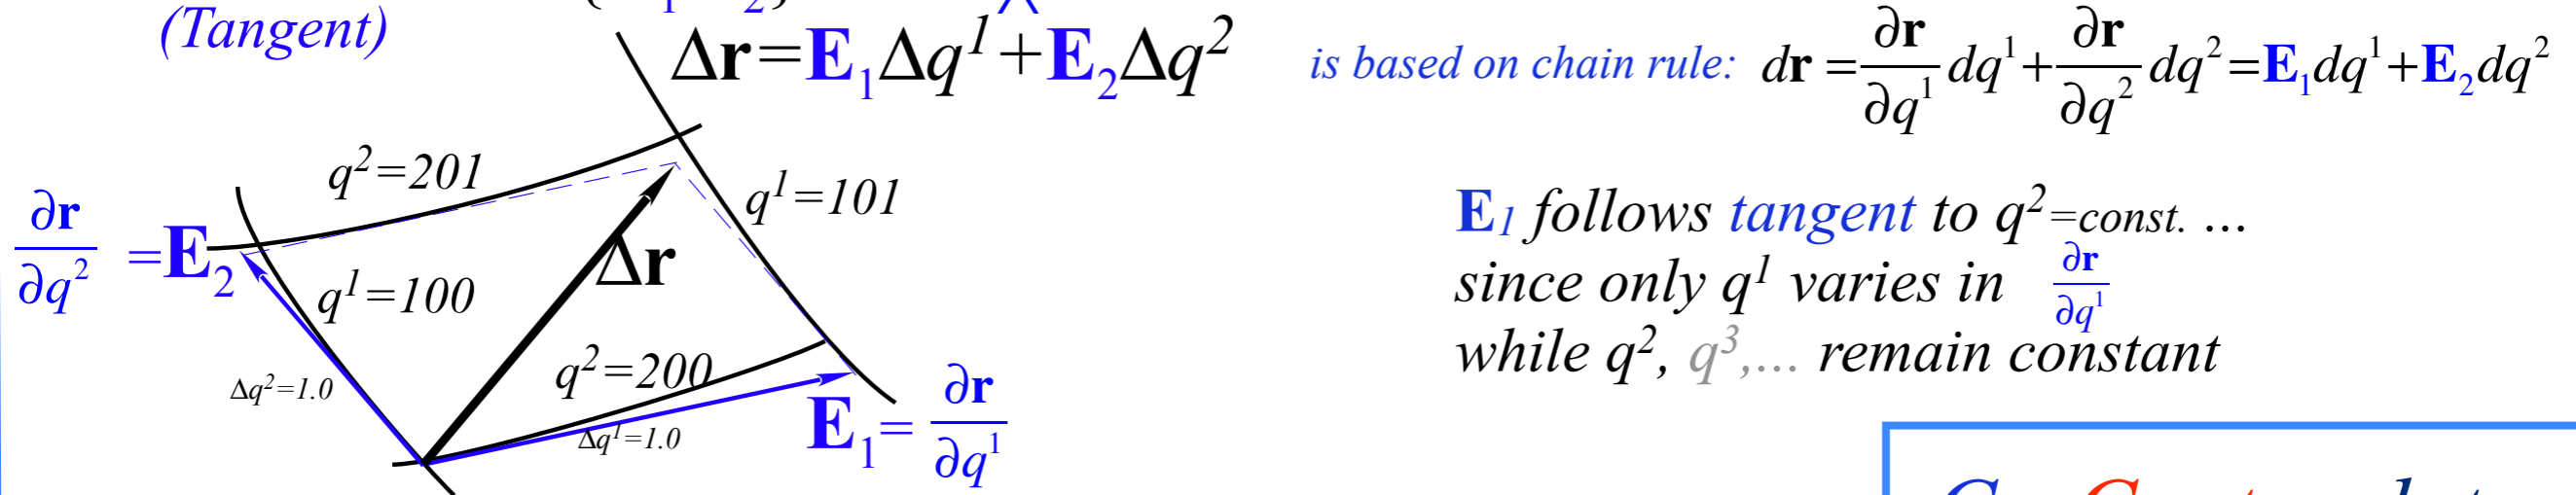 (Tangent)
Δr=E₁Δq¹+E₂Δq²
is based on chain rule: dr = ∂r/∂q¹ dq¹+ ∂r/∂q² dq²=E₁dq¹+E₂dq²
q²=201
q¹=101
∂r/∂q² =E₂
Δr
q¹=100
E₁ follows tangent to q²=const. ...
since only q¹ varies in ∂r/∂q¹
while q², q³,... remain constant
q²=200
Δq²=1.0
Δq¹=1.0
E₁= ∂r/∂q¹